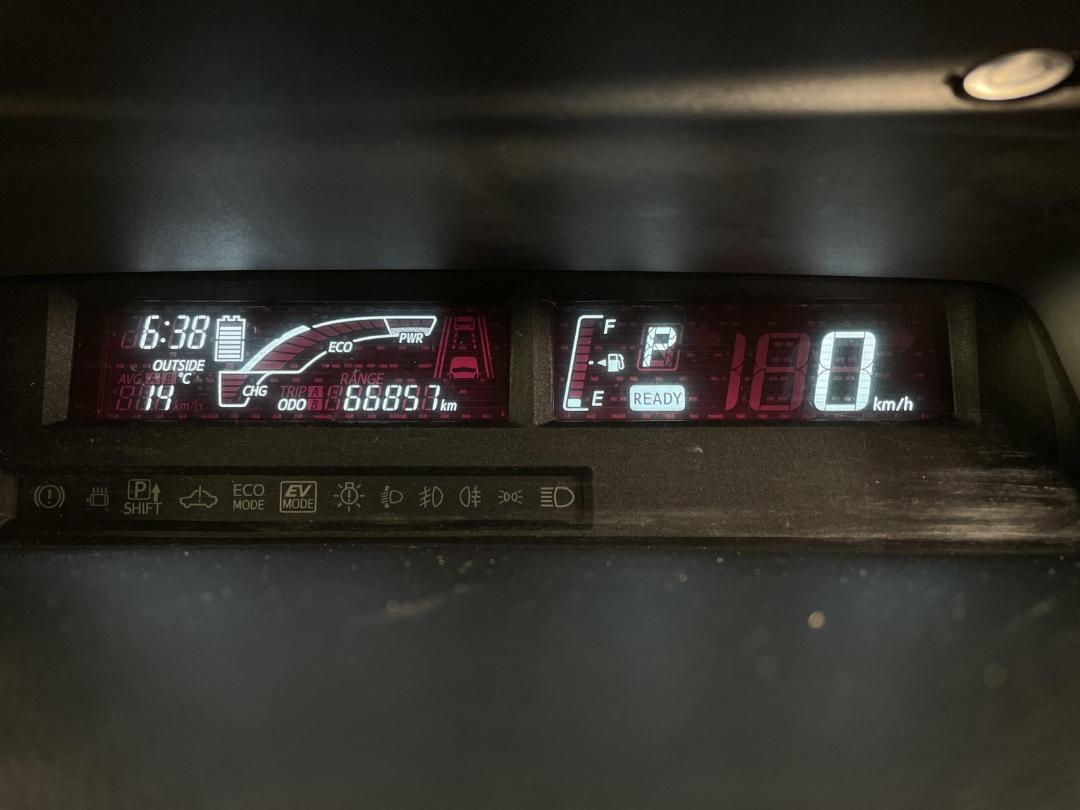 6:38
OUTSIDE
AVG A B °C
14 km/h
CHG
ECO
PWR
RANGE
TRIP A
ODO B 66857 km
F
E
P
READY
0 km/h
P SHIFT
ECO MODE
EV MODE